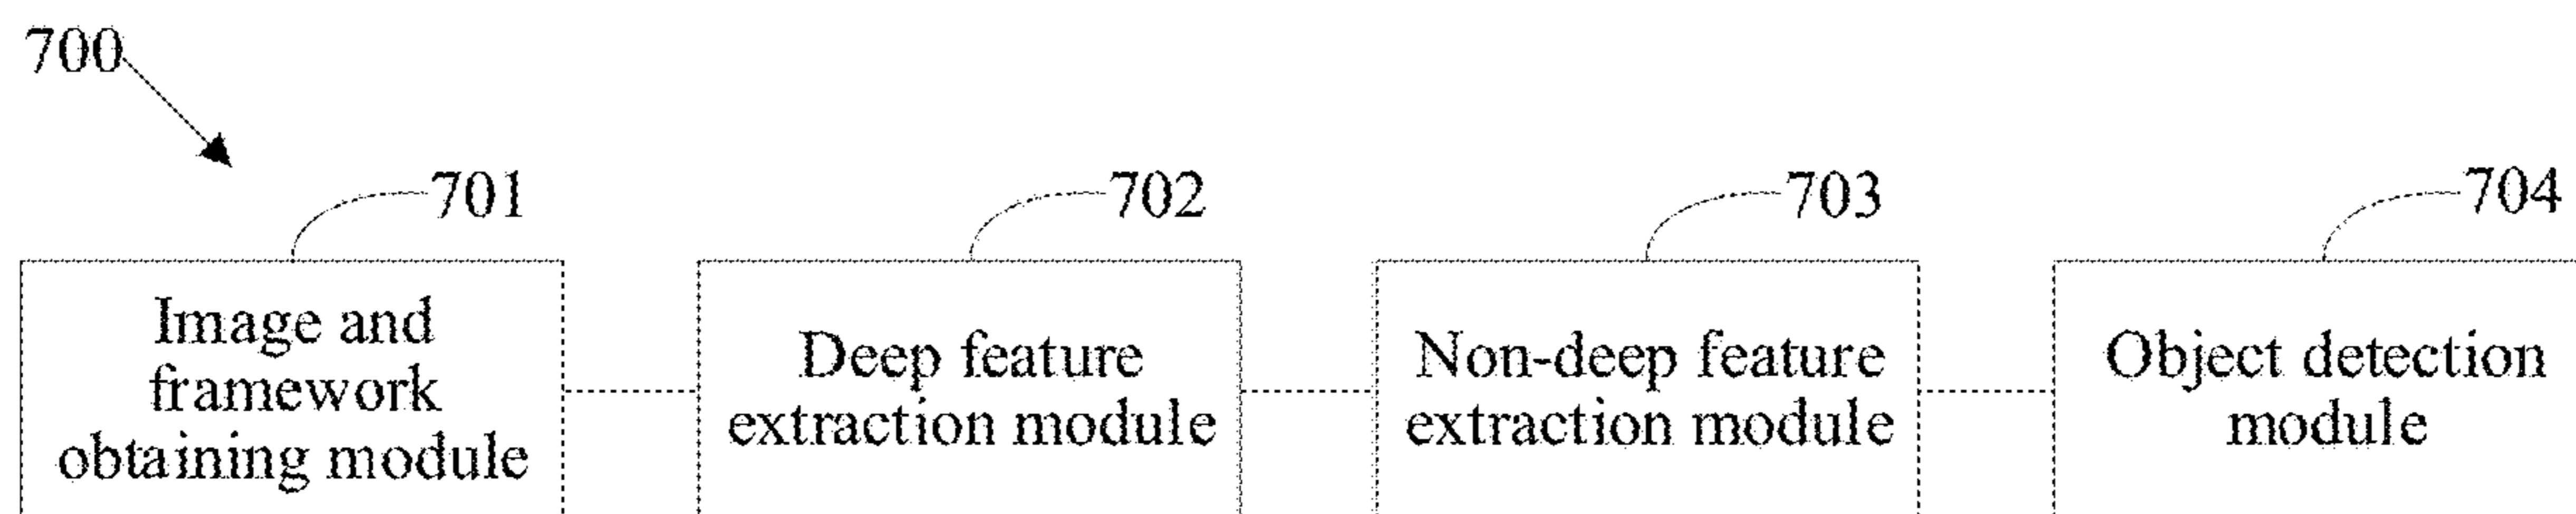 700
701
702
703
704
Image and
framework
obtaining module
Deep feature
extraction module
Non-deep feature
extraction module
Object detection
module